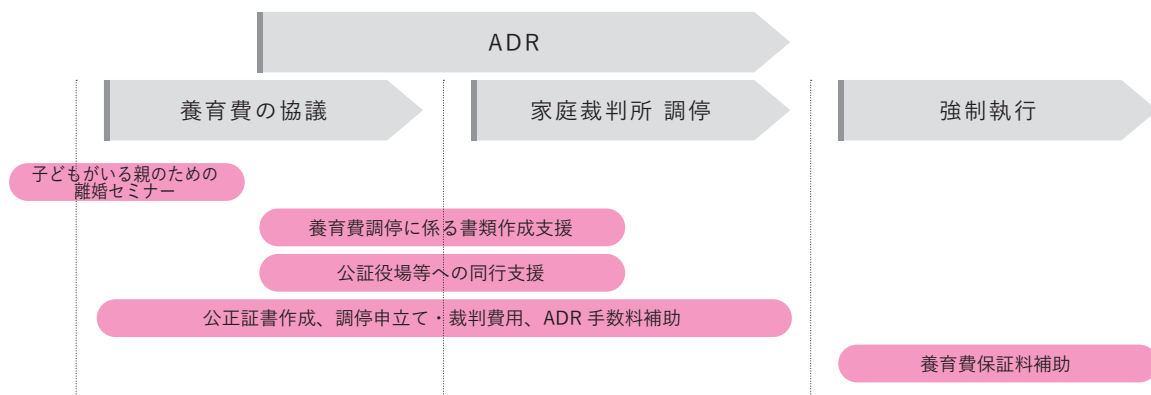 ADR
養育費の協議
家庭裁判所 調停
強制執行
子どもがいる親のための
離婚セミナー
養育費調停に係る書類作成支援
公証役場等への同行支援
公正証書作成、調停申立て・裁判費用、ADR 手数料補助
養育費保証料補助